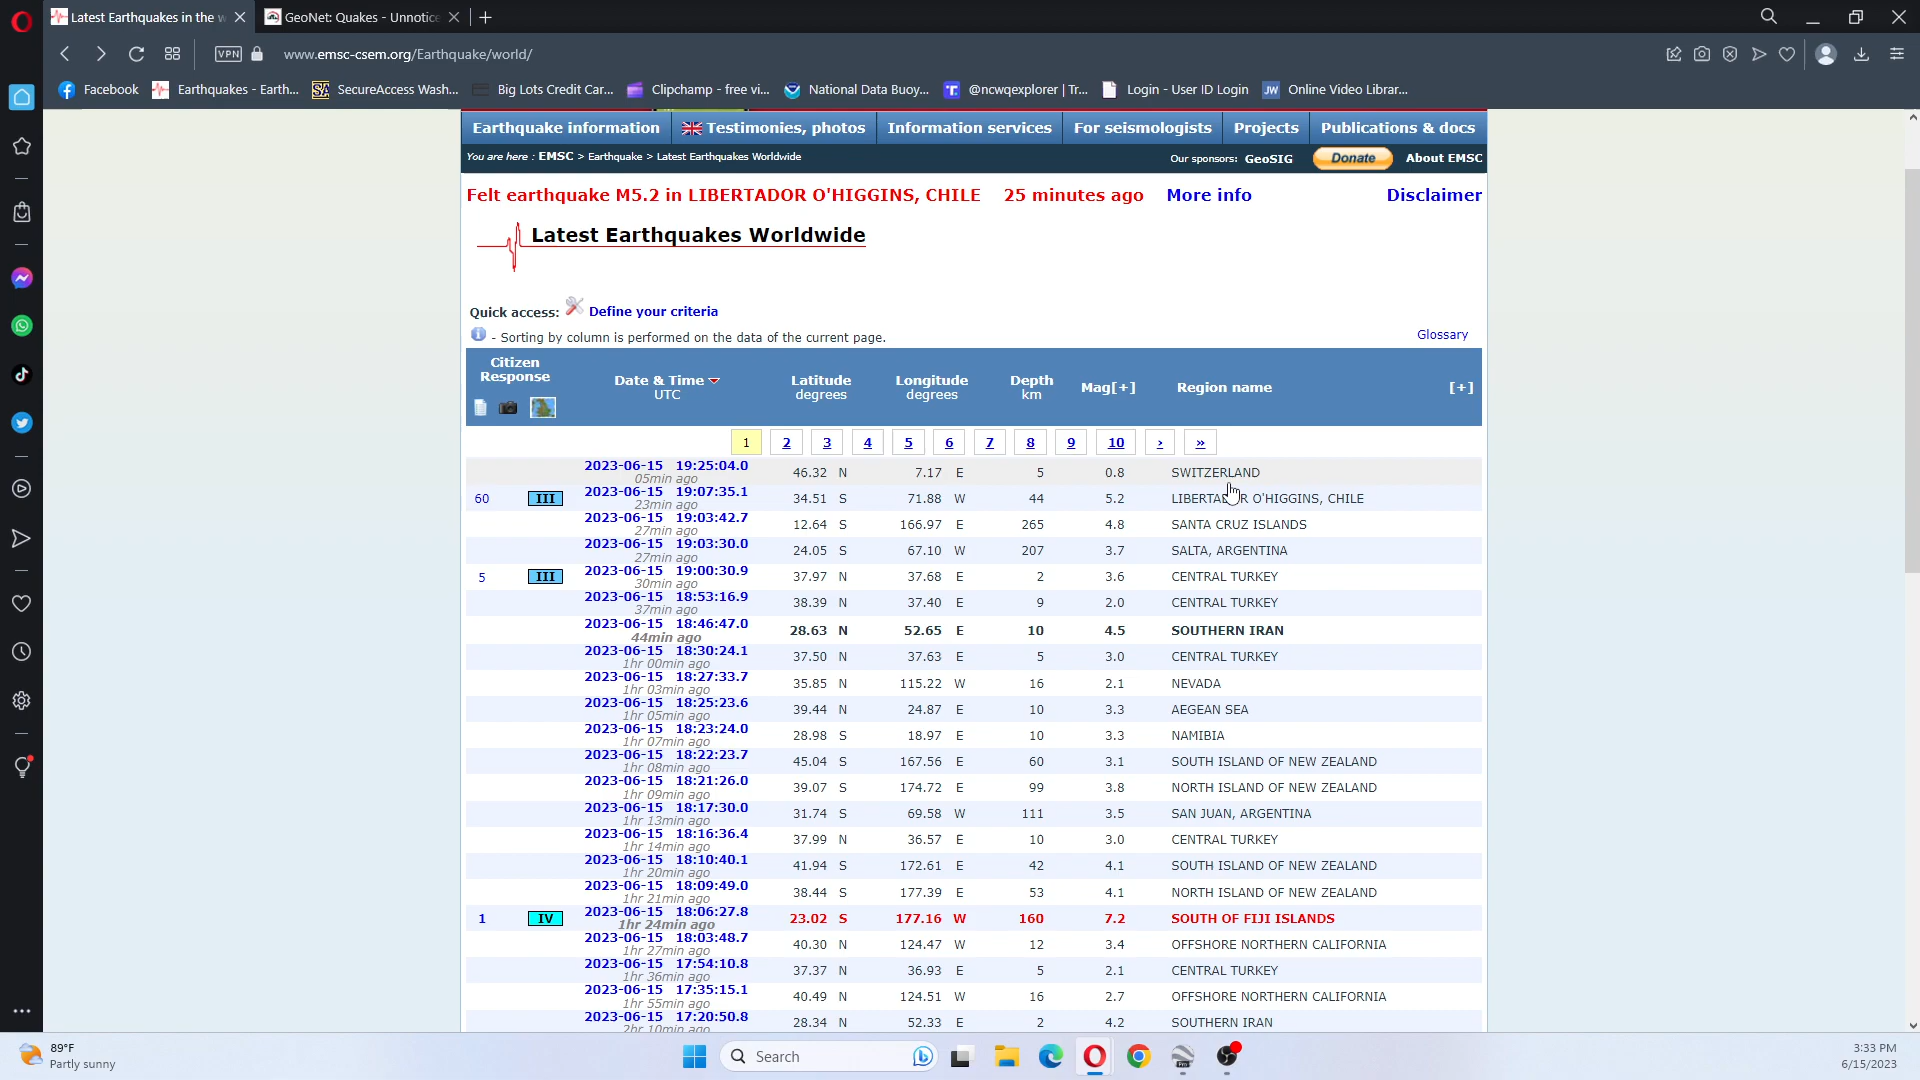 Latest Earthquakes in the w
GeoNet: Quakes - Unnotice
VPN
www.emsc-csem.org/Earthquake/world/
Facebook
Earthquakes - Earth...
SecureAccess Wash...
Big Lots Credit Car...
Clipchamp - free vi...
National Data Buoy...
@ncwqexplorer | Tr...
Login - User ID Login
JW Online Video Librar...
Earthquake information Testimonies, photos Information services For seismologists Projects Publications & docs
You are here : EMSC > Earthquake > Latest Earthquakes Worldwide Our sponsors: GeoSIG Donate About EMSC
Felt earthquake M5.2 in LIBERTADOR O'HIGGINS, CHILE 25 minutes ago More info Disclaimer
Latest Earthquakes Worldwide
Quick access: Define your criteria
- Sorting by column is performed on the data of the current page. Glossary
Citizen Response
Date & Time UTC
Latitude degrees
Longitude degrees
Depth km
Mag[+]
Region name
[+]
1 2 3 4 5 6 7 8 9 10 › »
2023-06-15 19:25:04.0 05min ago 46.32 N 7.17 E 5 0.8 SWITZERLAND
60 III 2023-06-15 19:07:35.1 23min ago 34.51 S 71.88 W 44 5.2 LIBERTADOR O'HIGGINS, CHILE
2023-06-15 19:03:42.7 27min ago 12.64 S 166.97 E 265 4.8 SANTA CRUZ ISLANDS
2023-06-15 19:03:30.0 27min ago 24.05 S 67.10 W 207 3.7 SALTA, ARGENTINA
5 III 2023-06-15 19:00:30.9 30min ago 37.97 N 37.68 E 2 3.6 CENTRAL TURKEY
2023-06-15 18:53:16.9 37min ago 38.39 N 37.40 E 9 2.0 CENTRAL TURKEY
2023-06-15 18:46:47.0 44min ago 28.63 N 52.65 E 10 4.5 SOUTHERN IRAN
2023-06-15 18:30:24.1 1hr 00min ago 37.50 N 37.63 E 5 3.0 CENTRAL TURKEY
2023-06-15 18:27:33.7 1hr 03min ago 35.85 N 115.22 W 16 2.1 NEVADA
2023-06-15 18:25:23.6 1hr 05min ago 39.44 N 24.87 E 10 3.3 AEGEAN SEA
2023-06-15 18:23:24.0 1hr 07min ago 28.98 S 18.97 E 10 3.3 NAMIBIA
2023-06-15 18:22:23.7 1hr 08min ago 45.04 S 167.56 E 60 3.1 SOUTH ISLAND OF NEW ZEALAND
2023-06-15 18:21:26.0 1hr 09min ago 39.07 S 174.72 E 99 3.8 NORTH ISLAND OF NEW ZEALAND
2023-06-15 18:17:30.0 1hr 13min ago 31.74 S 69.58 W 111 3.5 SAN JUAN, ARGENTINA
2023-06-15 18:16:36.4 1hr 14min ago 37.99 N 36.57 E 10 3.0 CENTRAL TURKEY
2023-06-15 18:10:40.1 1hr 20min ago 41.94 S 172.61 E 42 4.1 SOUTH ISLAND OF NEW ZEALAND
2023-06-15 18:09:49.0 1hr 21min ago 38.44 S 177.39 E 53 4.1 NORTH ISLAND OF NEW ZEALAND
1 IV 2023-06-15 18:06:27.8 1hr 24min ago 23.02 S 177.16 W 160 7.2 SOUTH OF FIJI ISLANDS
2023-06-15 18:03:48.7 1hr 27min ago 40.30 N 124.47 W 12 3.4 OFFSHORE NORTHERN CALIFORNIA
2023-06-15 17:54:10.8 1hr 36min ago 37.37 N 36.93 E 5 2.1 CENTRAL TURKEY
2023-06-15 17:35:15.1 1hr 55min ago 40.49 N 124.51 W 16 2.7 OFFSHORE NORTHERN CALIFORNIA
2023-06-15 17:20:50.8 2hr 10min ago 28.34 N 52.33 E 2 4.2 SOUTHERN IRAN
89°F
Partly sunny
Search
3:33 PM
6/15/2023